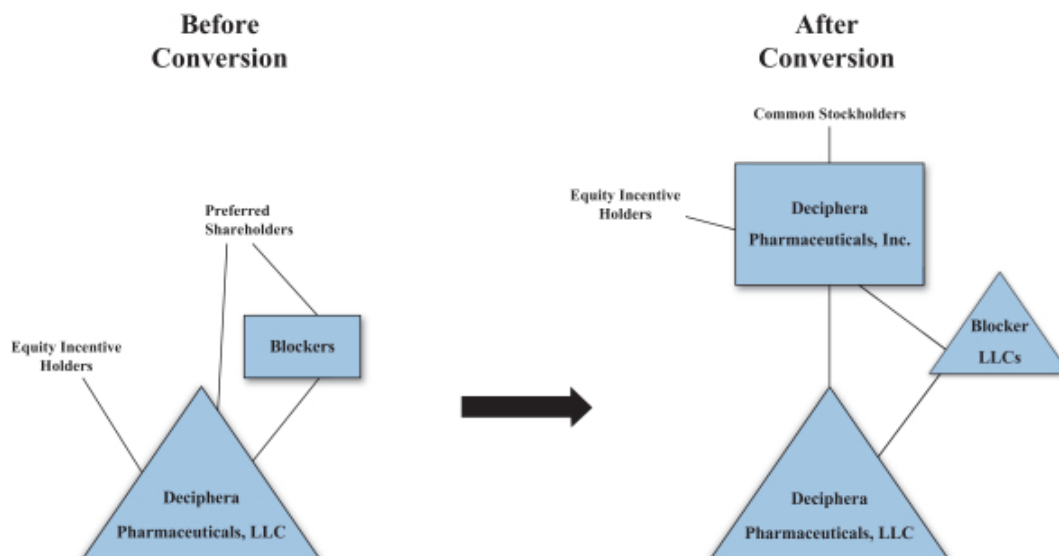 Before
Conversion
Preferred
Shareholders
Equity Incentive
Holders
Blockers
Deciphera
Pharmaceuticals, LLC
After
Conversion
Common Stockholders
Equity Incentive
Holders
Deciphera
Pharmaceuticals, Inc.
Blocker
LLCs
Deciphera
Pharmaceuticals, LLC